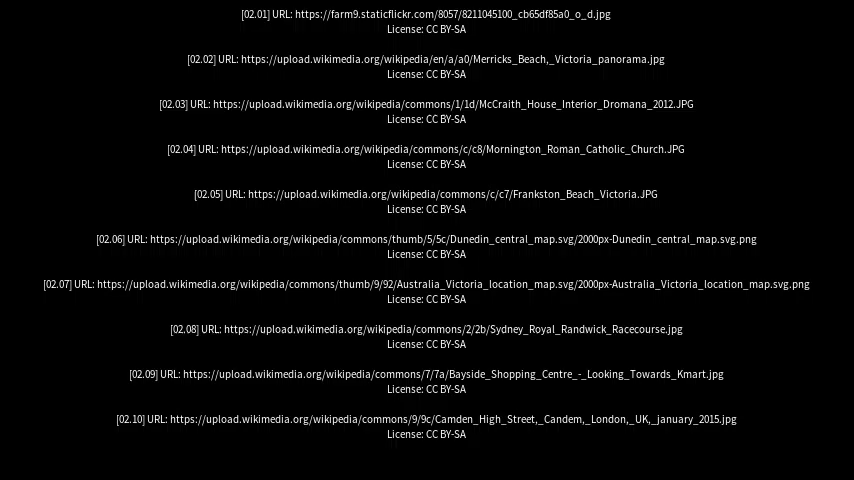 [02.01] URL: https://farm9.staticflickr.com/8057/8211045100_cb65df85a0_o_d.jpg
License: CC BY-SA
[02.02] URL: https://upload.wikimedia.org/wikipedia/en/a/a0/Merricks_Beach,_Victoria_panorama.jpg
License: CC BY-SA
[02.03] URL: https://upload.wikimedia.org/wikipedia/commons/1/1d/McCraith_House_Interior_Dromana_2012.JPG
License: CC BY-SA
[02.04] URL: https://upload.wikimedia.org/wikipedia/commons/c/c8/Mornington_Roman_Catholic_Church.JPG
License: CC BY-SA
[02.05] URL: https://upload.wikimedia.org/wikipedia/commons/c/c7/Frankston_Beach_Victoria.JPG
License: CC BY-SA
[02.06] URL: https://upload.wikimedia.org/wikipedia/commons/thumb/5/5c/Dunedin_central_map.svg/2000px-Dunedin_central_map.svg.png
License: CC BY-SA
[02.07] URL: https://upload.wikimedia.org/wikipedia/commons/thumb/9/92/Australia_Victoria_location_map.svg/2000px-Australia_Victoria_location_map.svg.png
License: CC BY-SA
[02.08] URL: https://upload.wikimedia.org/wikipedia/commons/2/2b/Sydney_Royal_Randwick_Racecourse.jpg
License: CC BY-SA
[02.09] URL: https://upload.wikimedia.org/wikipedia/commons/7/7a/Bayside_Shopping_Centre_-_Looking_Towards_Kmart.jpg
License: CC BY-SA
[02.10] URL: https://upload.wikimedia.org/wikipedia/commons/9/9c/Camden_High_Street,_Candem,_London,_UK,_january_2015.jpg
License: CC BY-SA